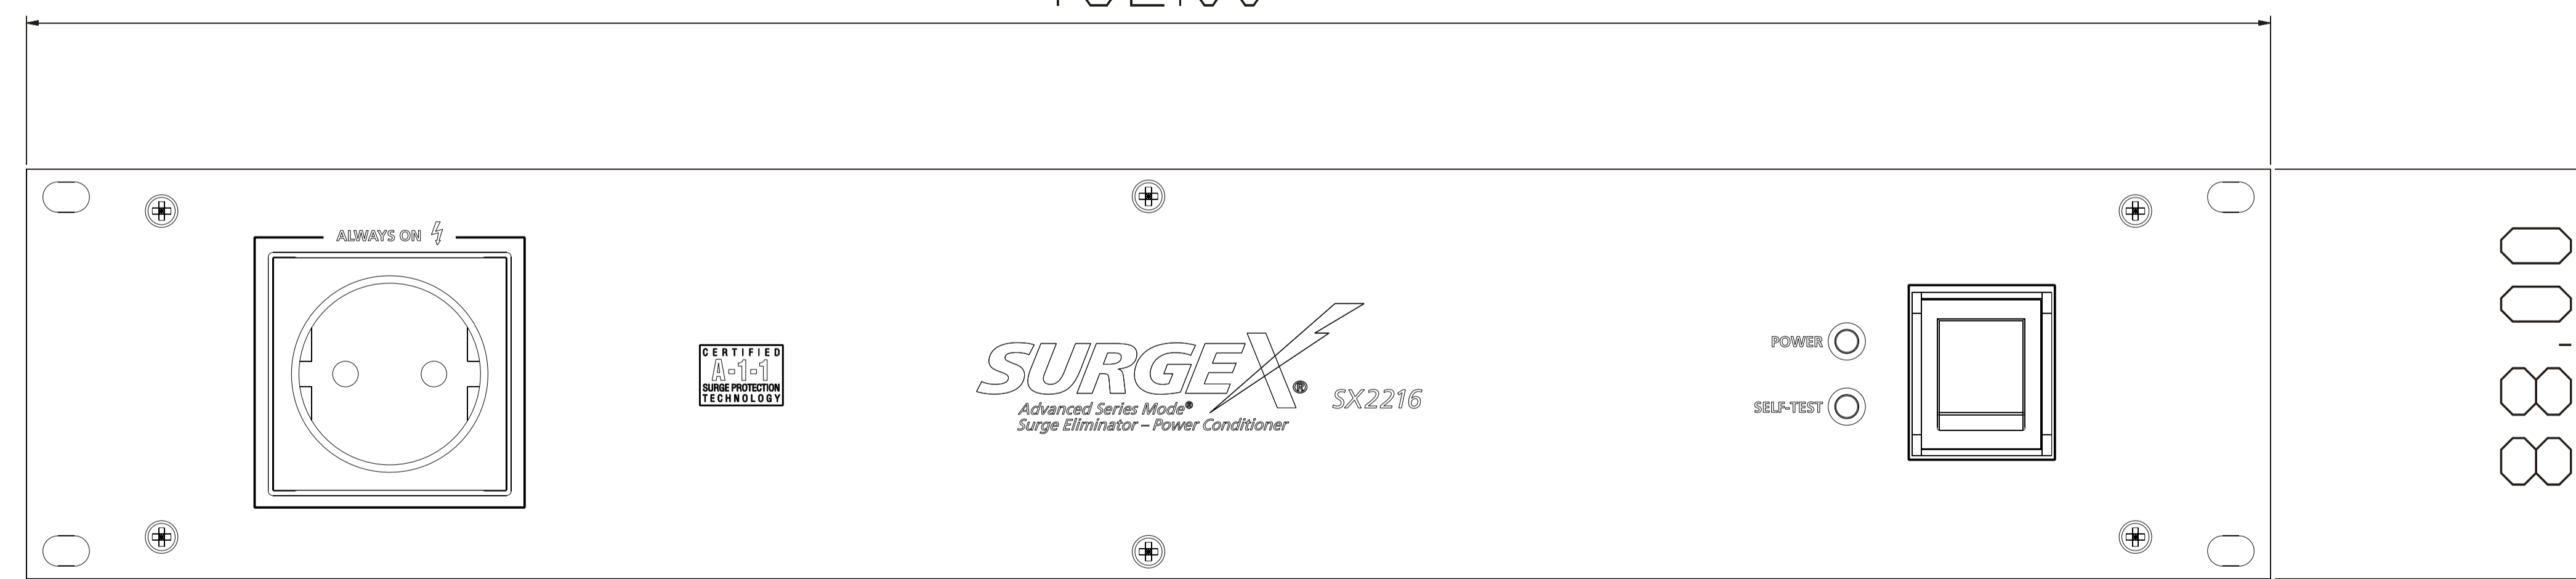 ALWAYS ON
CERTIFIED
A-1-1
SURGE PROTECTION
TECHNOLOGY
SURGEX®
SX2216
Advanced Series Mode®
Surge Eliminator – Power Conditioner
POWER
SELF-TEST